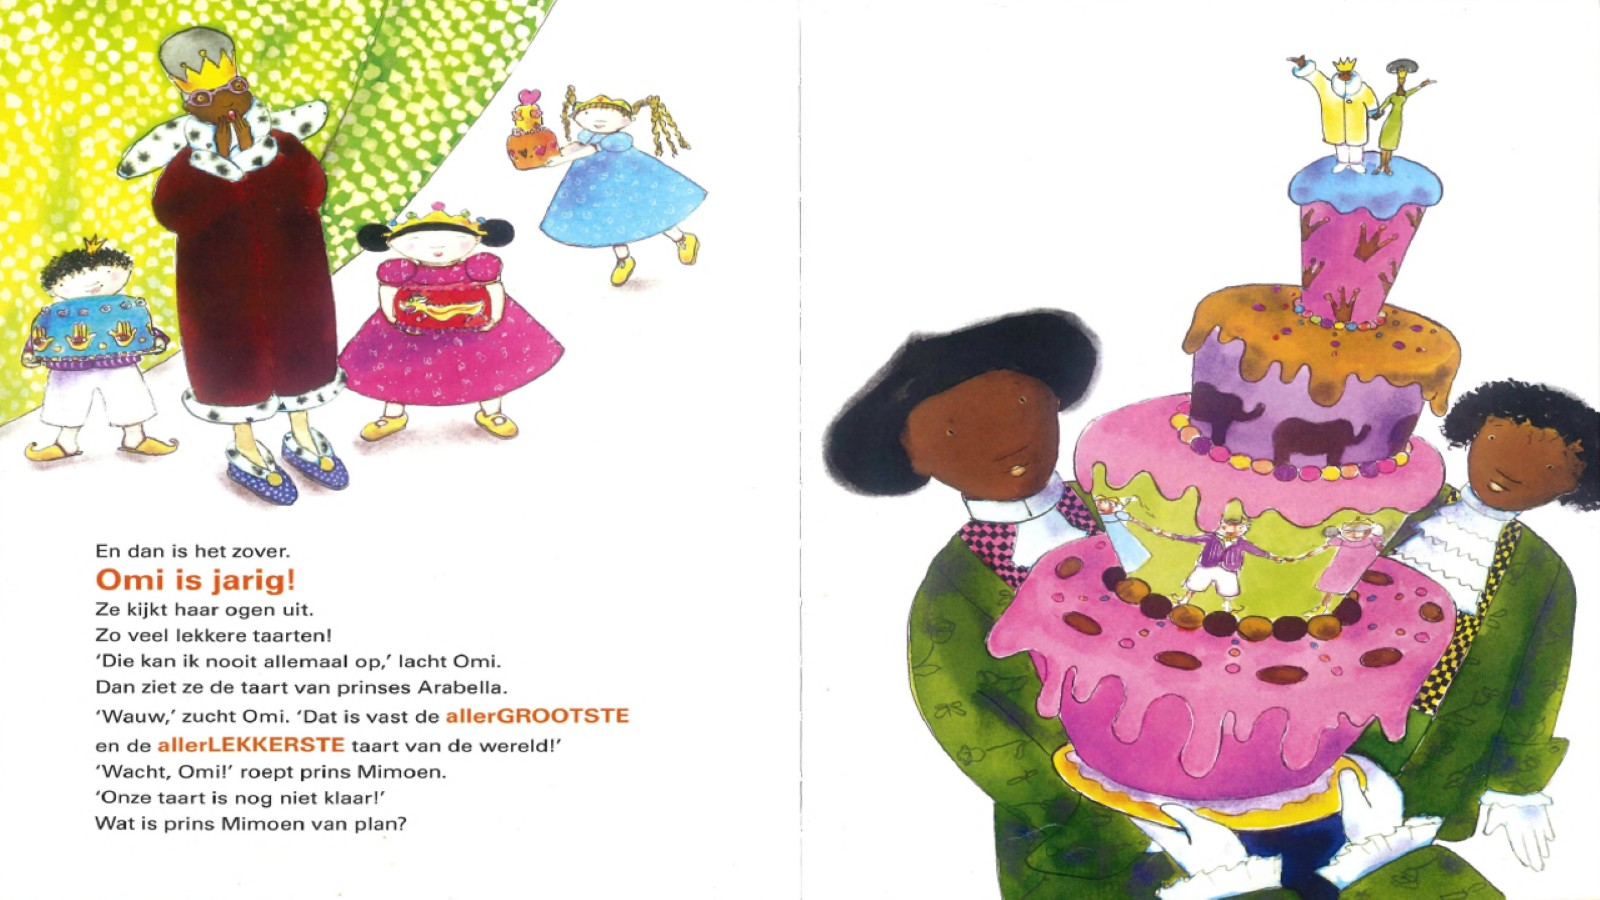 En dan is het zover.
Omi is jarig!
Ze kijkt haar ogen uit.
Zo veel lekkere taarten!
‘Die kan ik nooit allemaal op,’ lacht Omi.
Dan ziet ze de taart van prinses Arabella.
‘Wauw,’ zucht Omi. ‘Dat is vast de allerGROOTSTE
en de allerLEKKERSTE taart van de wereld!’
‘Wacht, Omi!’ roept prins Mimoen.
‘Onze taart is nog niet klaar!’
Wat is prins Mimoen van plan?